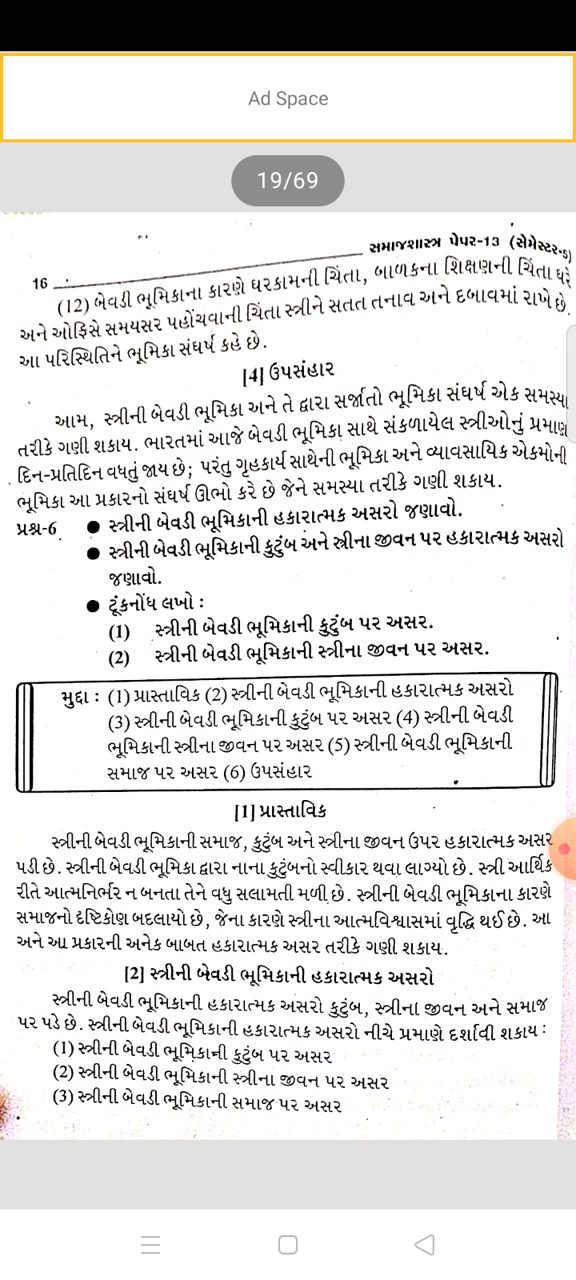 Ad Space
19/69
સમાજશાસ્ત્ર પેપર-13 (સેમેસ્ટર-5)
16
(12) બેવડી ભૂમિકાના કારણે ઘરકામની ચિંતા, બાળકના શિક્ષણની ચિંતા ઘરે
અને ઓફિસે સમયસર પહોંચવાની ચિંતા સ્ત્રીને સતત તનાવ અને દબાવમાં રાખે છે.
આ પરિસ્થિતિને ભૂમિકા સંઘર્ષ કહે છે.
[4] ઉપસંહાર
આમ, સ્ત્રીની બેવડી ભૂમિકા અને તે દ્વારા સર્જાતો ભૂમિકા સંઘર્ષ એક સમસ્યા
તરીકે ગણી શકાય. ભારતમાં આજે બેવડી ભૂમિકા સાથે સંકળાયેલ સ્ત્રીઓનું પ્રમાણ
દિન-પ્રતિદિન વધતું જાય છે; પરંતુ ગૃહકાર્ય સાથેની ભૂમિકા અને વ્યાવસાયિક એકમોની
ભૂમિકા આ પ્રકારનો સંઘર્ષ ઊભો કરે છે જેને સમસ્યા તરીકે ગણી શકાય.
પ્રશ્ન-6 ● સ્ત્રીની બેવડી ભૂમિકાની હકારાત્મક અસરો જણાવો.
● સ્ત્રીની બેવડી ભૂમિકાની કુટુંબ અને સ્ત્રીના જીવન પર હકારાત્મક અસરો
જણાવો.
● ટૂંકનોંધ લખો :
(1) સ્ત્રીની બેવડી ભૂમિકાની કુટુંબ પર અસર.
(2) સ્ત્રીની બેવડી ભૂમિકાની સ્ત્રીના જીવન પર અસર.
મુદ્દા : (1) પ્રાસ્તાવિક (2) સ્ત્રીની બેવડી ભૂમિકાની હકારાત્મક અસરો
(3) સ્ત્રીની બેવડી ભૂમિકાની કુટુંબ પર અસર (4) સ્ત્રીની બેવડી
ભૂમિકાની સ્ત્રીના જીવન પર અસર (5) સ્ત્રીની બેવડી ભૂમિકાની
સમાજ પર અસર (6) ઉપસંહાર
[1] પ્રાસ્તાવિક
સ્ત્રીની બેવડી ભૂમિકાની સમાજ, કુટુંબ અને સ્ત્રીના જીવન ઉપર હકારાત્મક અસર
પડી છે. સ્ત્રીની બેવડી ભૂમિકા દ્વારા નાના કુટુંબનો સ્વીકાર થવા લાગ્યો છે. સ્ત્રી આર્થિક
રીતે આત્મનિર્ભર ન બનતા તેને વધુ સલામતી મળી છે. સ્ત્રીની બેવડી ભૂમિકાના કારણે
સમાજનો દૃષ્ટિકોણ બદલાયો છે, જેના કારણે સ્ત્રીના આત્મવિશ્વાસમાં વૃદ્ધિ થઈ છે. આ
અને આ પ્રકારની અનેક બાબત હકારાત્મક અસર તરીકે ગણી શકાય.
[2] સ્ત્રીની બેવડી ભૂમિકાની હકારાત્મક અસરો
સ્ત્રીની બેવડી ભૂમિકાની હકારાત્મક અસરો કુટુંબ, સ્ત્રીના જીવન અને સમાજ
પર પડે છે. સ્ત્રીની બેવડી ભૂમિકાની હકારાત્મક અસરો નીચે પ્રમાણે દર્શાવી શકાય :
(1) સ્ત્રીની બેવડી ભૂમિકાની કુટુંબ પર અસર
(2) સ્ત્રીની બેવડી ભૂમિકાની સ્ત્રીના જીવન પર અસર
(3) સ્ત્રીની બેવડી ભૂમિકાની સમાજ પર અસર